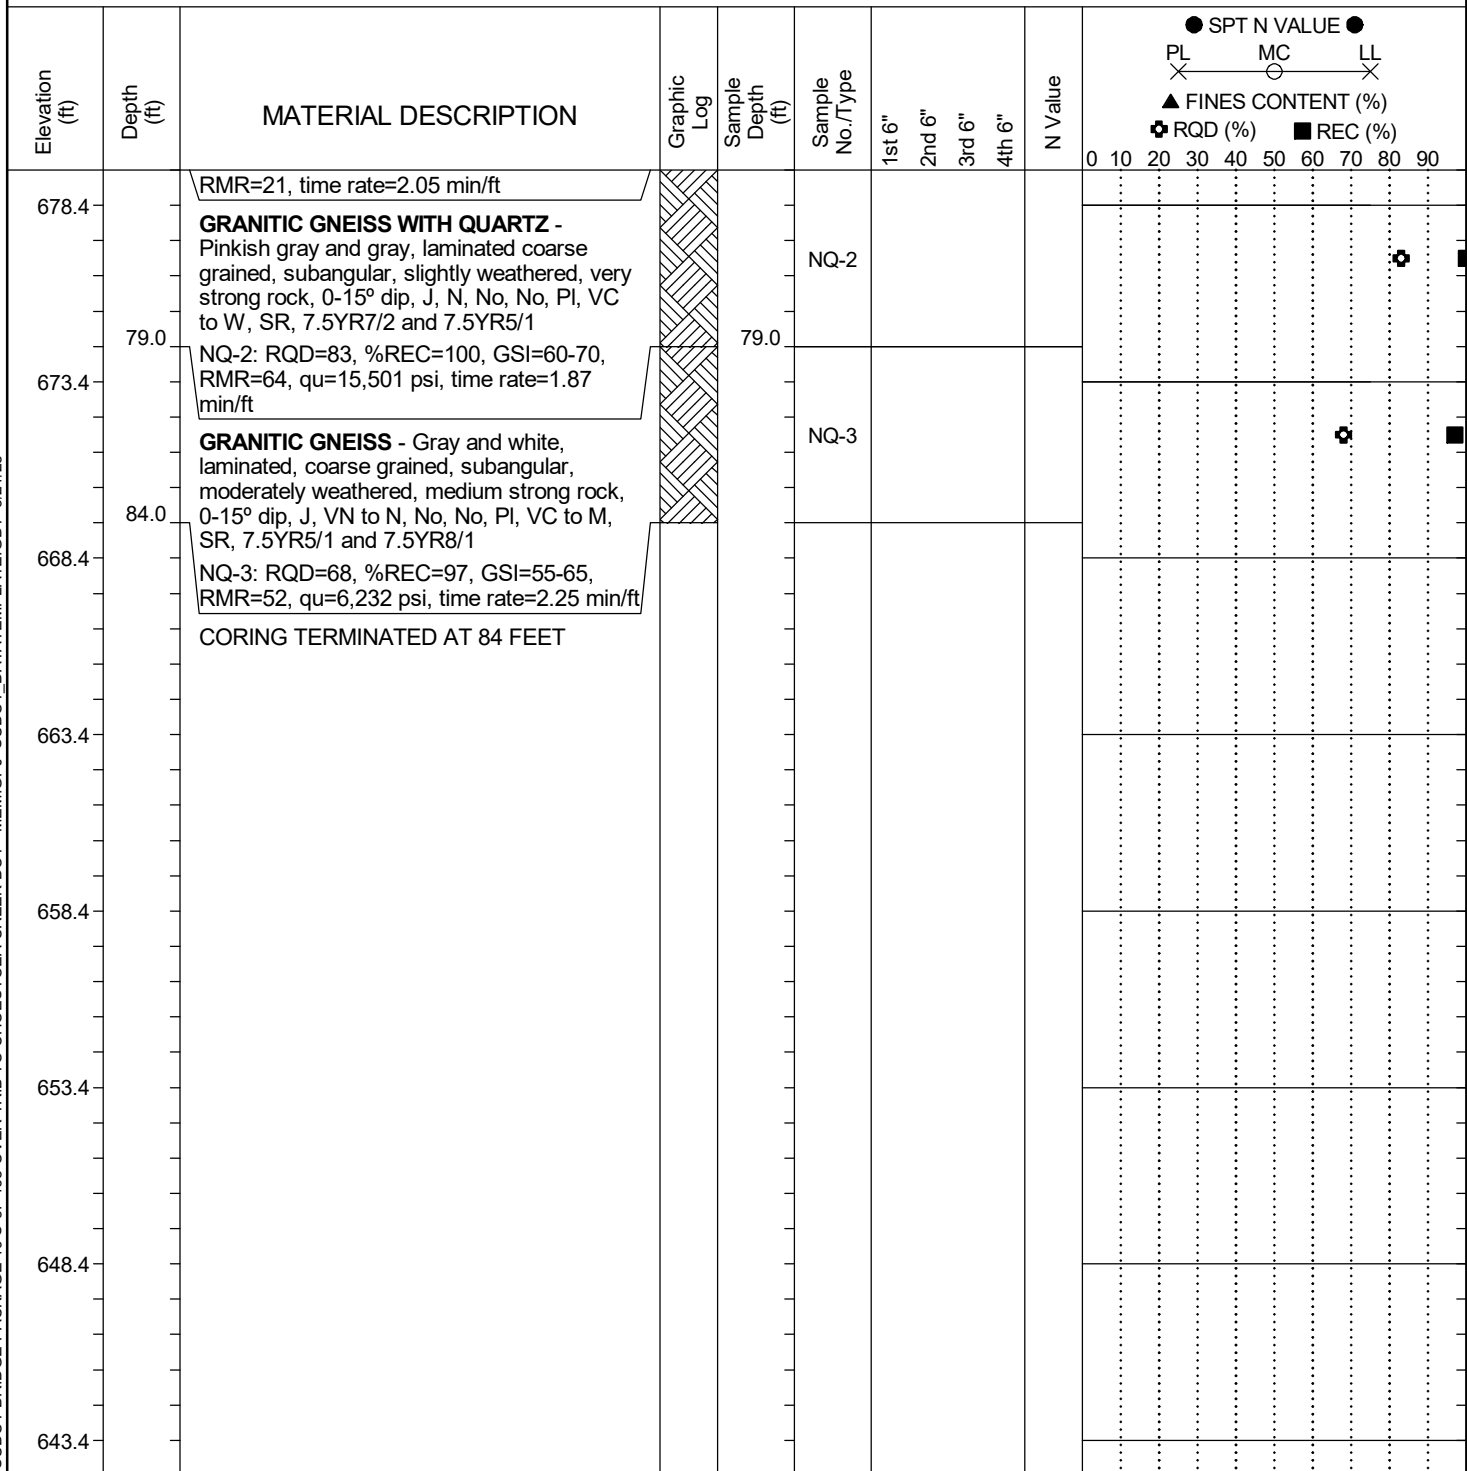 Elevation (ft)
Depth (ft)
MATERIAL DESCRIPTION
Graphic Log
Sample Depth (ft)
Sample No./Type
1st 6"
2nd 6"
3rd 6"
4th 6"
N Value
● SPT N VALUE ●
PL MC LL
▲ FINES CONTENT (%)
RQD (%) ■ REC (%)
0 10 20 30 40 50 60 70 80 90
RMR=21, time rate=2.05 min/ft
678.4
GRANITIC GNEISS WITH QUARTZ -
Pinkish gray and gray, laminated coarse
grained, subangular, slightly weathered, very
strong rock, 0-15º dip, J, N, No, No, Pl, VC
to W, SR, 7.5YR7/2 and 7.5YR5/1
NQ-2
79.0
79.0
NQ-2: RQD=83, %REC=100, GSI=60-70,
RMR=64, qu=15,501 psi, time rate=1.87
min/ft
673.4
GRANITIC GNEISS - Gray and white,
laminated, coarse grained, subangular,
moderately weathered, medium strong rock,
0-15º dip, J, VN to N, No, No, Pl, VC to M,
SR, 7.5YR5/1 and 7.5YR8/1
NQ-3
84.0
668.4
NQ-3: RQD=68, %REC=97, GSI=55-65,
RMR=52, qu=6,232 psi, time rate=2.25 min/ft
CORING TERMINATED AT 84 FEET
663.4
658.4
653.4
648.4
643.4